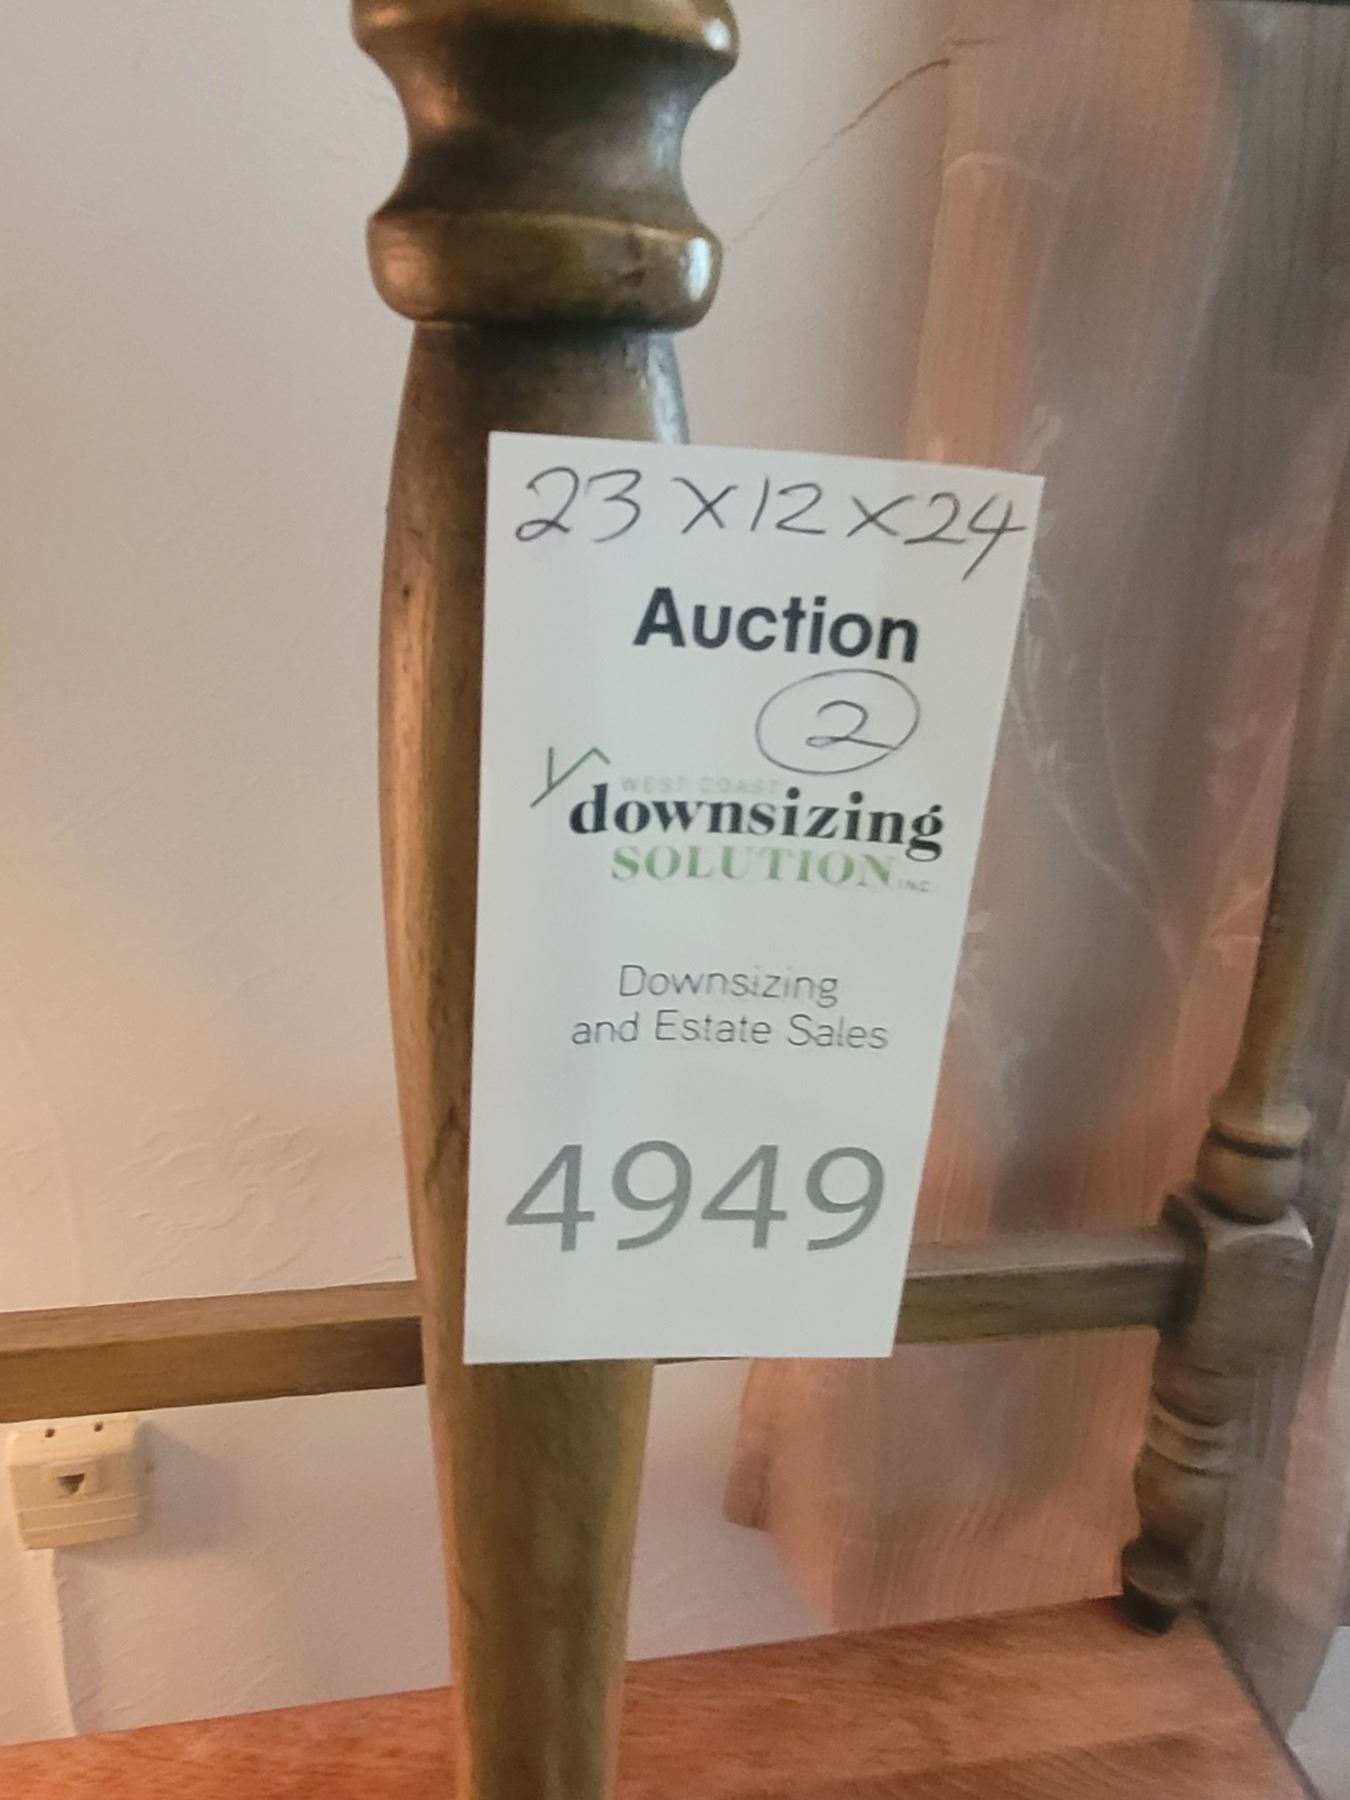 23 x 12 x 24
Auction
2
WEST COAST
downsizing
SOLUTION INC.
Downsizing
and Estate Sales
4949